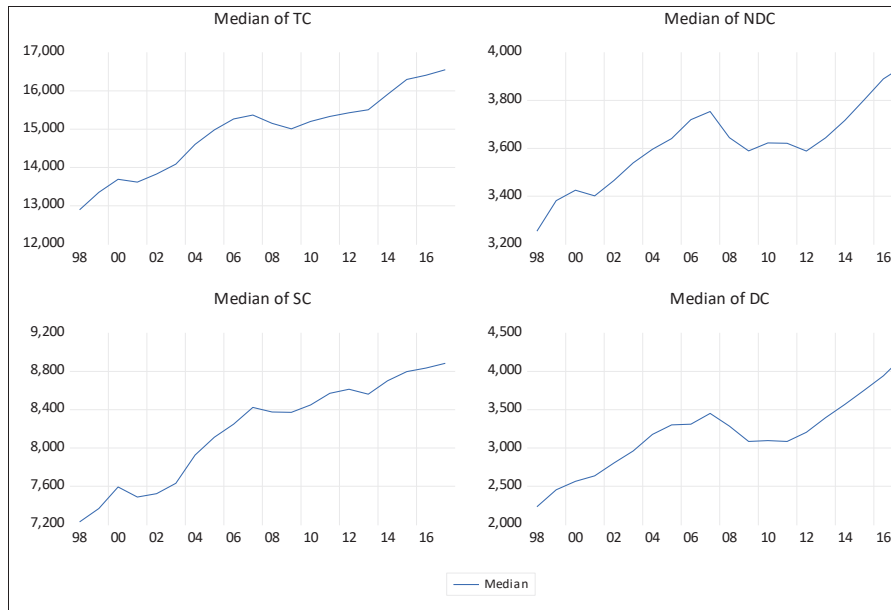 Median of TC
17,000
16,000
15,000
14,000
13,000
12,000
98 00 02 04 06 08 10 12 14 16
Median of NDC
4,000
3,800
3,600
3,400
3,200
98 00 02 04 06 08 10 12 14 16
Median of SC
9,200
8,800
8,400
8,000
7,600
7,200
98 00 02 04 06 08 10 12 14 16
Median of DC
4,500
4,000
3,500
3,000
2,500
2,000
98 00 02 04 06 08 10 12 14 16
Median